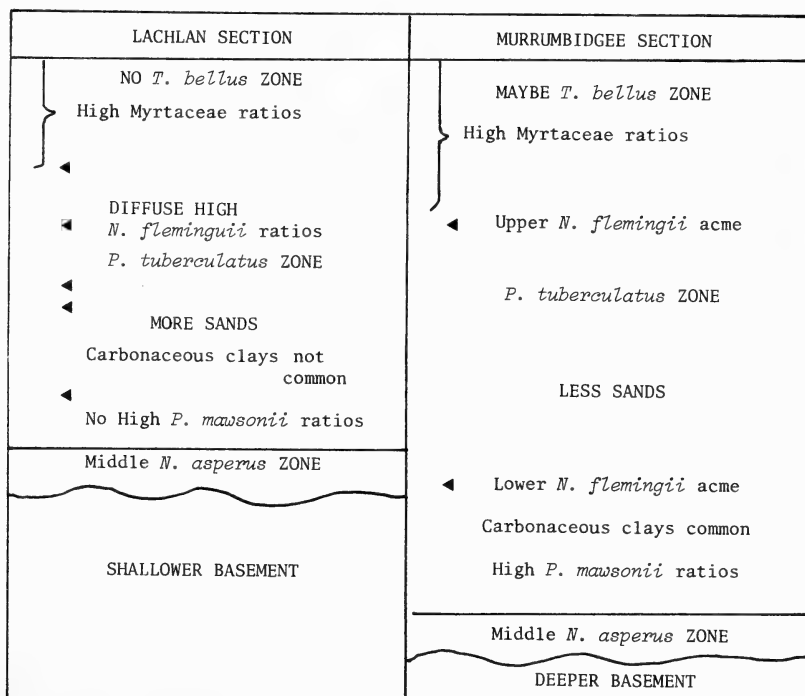 LACHLAN SECTION
NO T. bellus ZONE
High Myrtaceae ratios
DIFFUSE HIGH
N. fleminguii ratios
P. tuberculatus ZONE
MORE SANDS
Carbonaceous clays not
common
No High P. mawsonii ratios
Middle N. asperus ZONE
SHALLOWER BASEMENT
MURRUMBIDGEE SECTION
MAYBE T. bellus ZONE
High Myrtaceae ratios
Upper N. flemingii acme
P. tuberculatus ZONE
LESS SANDS
Lower N. flemingii acme
Carbonaceous clays common
High P. mawsonii ratios
Middle N. asperus ZONE
DEEPER BASEMENT